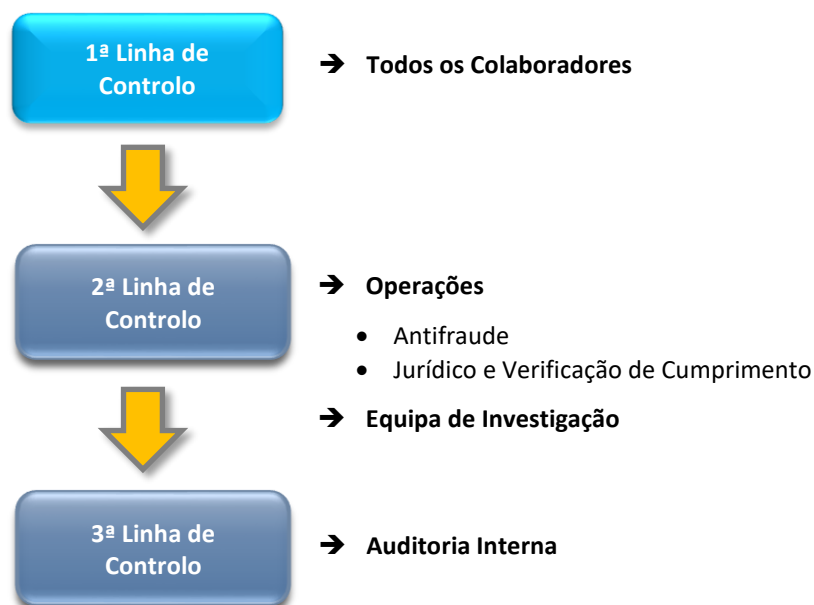 1ª Linha de
Controlo
➔ Todos os Colaboradores
2ª Linha de
Controlo
➔ Operações
• Antifraude
• Jurídico e Verificação de Cumprimento
➔ Equipa de Investigação
3ª Linha de
Controlo
➔ Auditoria Interna